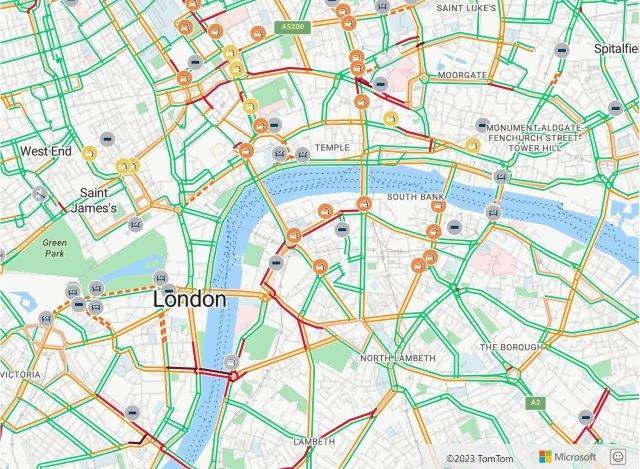 SAINT LUKE'S
A5200
Spitalfie
MOORGATE
MONUMENT-ALDGATE-
FENCHURCH STREET-
TOWER HILL
TEMPLE
West End
Saint
James's
SOUTH BANK
Green
Park
London
VICTORIA
NORTH LAMBETH
THE BOROUGH
A2
LAMBETH
©2023 TomTom
Microsoft